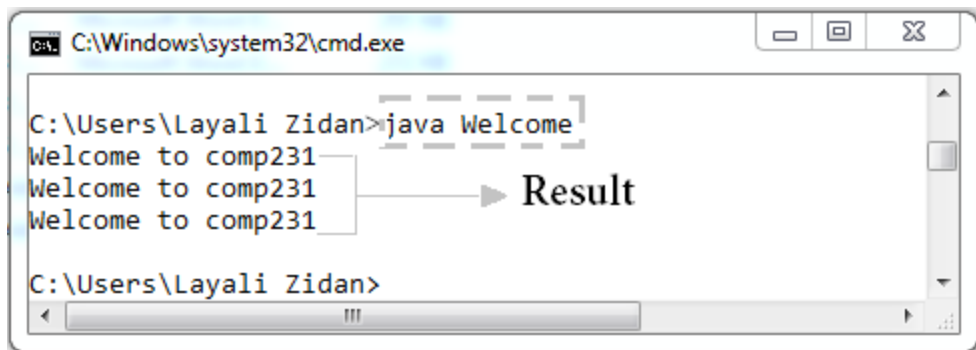 C:\Windows\system32\cmd.exe
C:\Users\Layali Zidan>java Welcome
Welcome to comp231
Welcome to comp231
Welcome to comp231
Result
C:\Users\Layali Zidan>